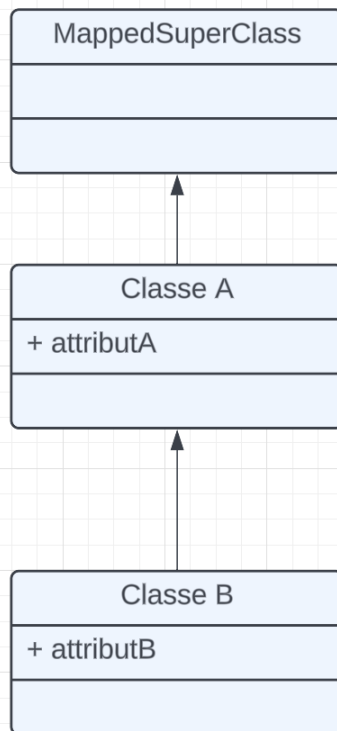 MappedSuperClass
Classe A
+ attributA
Classe B
+ attributB